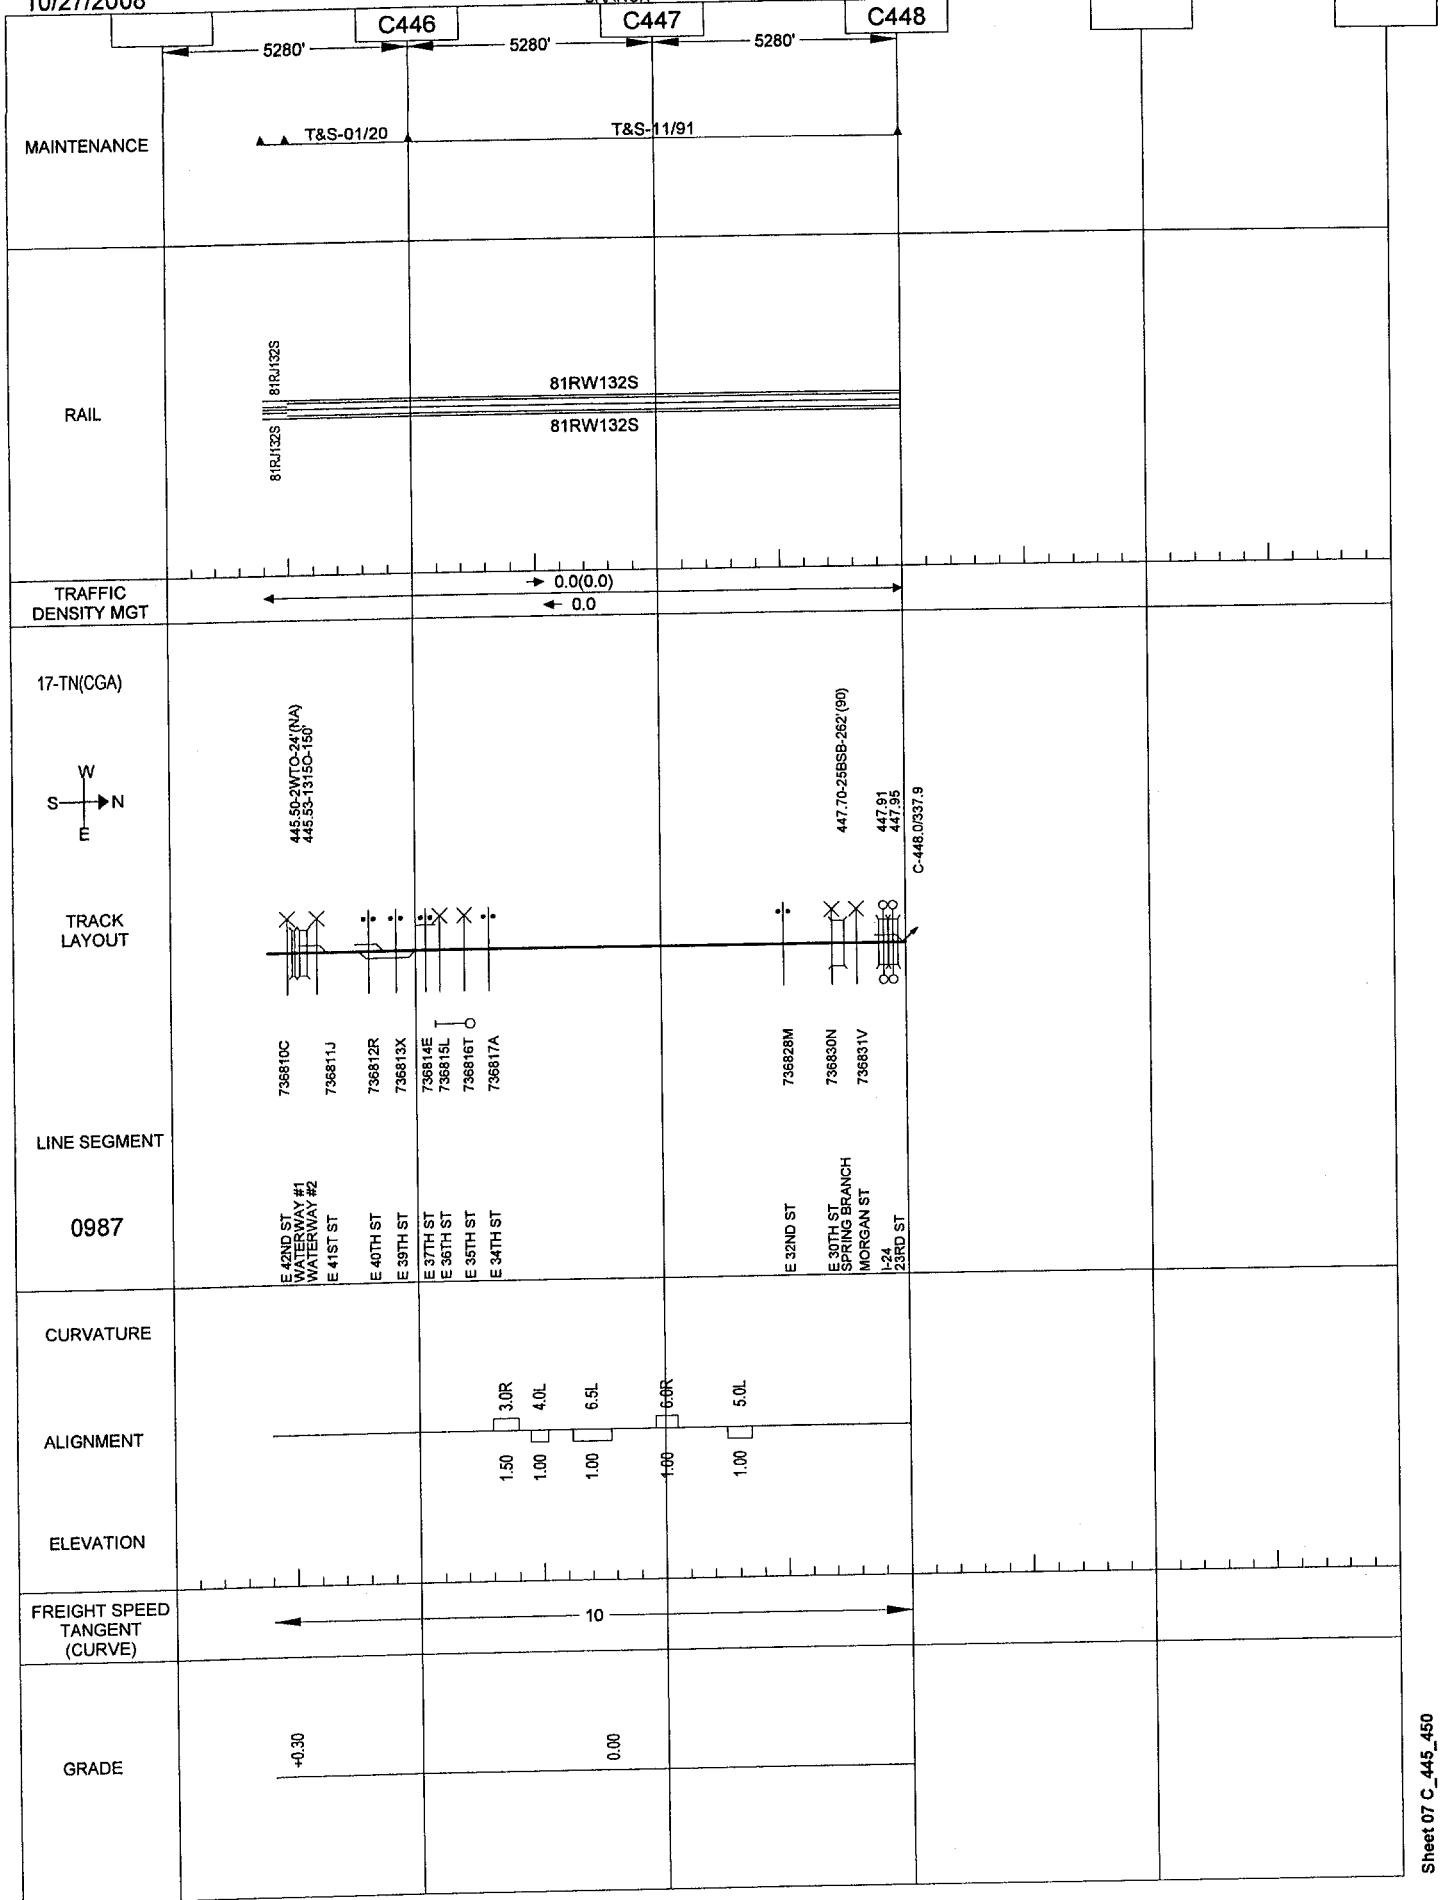 10/27/2008
C446
C447
C448
5280'
5280'
5280'
MAINTENANCE
T&S-01/20
T&S-11/91
RAIL
81RJ132S
81RJ132S
81RW132S
81RW132S
TRAFFIC
DENSITY MGT
0.0(0.0)
0.0
17-TN(CGA)
W
S
N
E
445.50-2WTO-24'(NA)
445.53-1315O-150'
447.70-25BSB-262'(90)
447.91
447.95
C-448.0/337.9
TRACK
LAYOUT
736810C
736811J
736812R
736813X
736814E
736815L
736816T
736817A
736828M
736830N
736831V
LINE SEGMENT
0987
E 42ND ST
WATERWAY #1
WATERWAY #2
E 41ST ST
E 40TH ST
E 39TH ST
E 37TH ST
E 36TH ST
E 35TH ST
E 34TH ST
E 32ND ST
E 30TH ST
SPRING BRANCH
MORGAN ST
I-24
23RD ST
CURVATURE
3.0R
4.0L
6.5L
6.0R
5.0L
ALIGNMENT
1.50
1.00
1.00
1.00
1.00
ELEVATION
FREIGHT SPEED
TANGENT
(CURVE)
10
GRADE
+0.30
0.00
Sheet 07 C_445_450